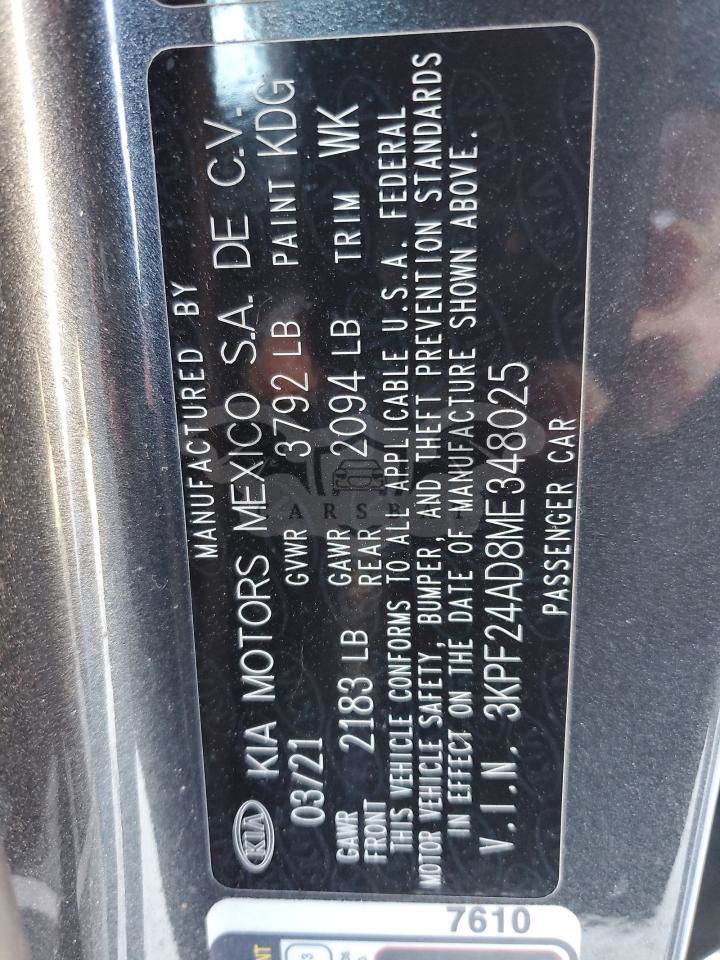 MANUFACTURED BY
KIA KIA MOTORS MEXICO S.A. DE C.V.
03/21 GVWR 3792 LB PAINT KDG
GAWR FRONT 2183 LB GAWR REAR 2094 LB TRIM WK
THIS VEHICLE CONFORMS TO ALL APPLICABLE U.S.A. FEDERAL
MOTOR VEHICLE SAFETY, BUMPER, AND THEFT PREVENTION STANDARDS
IN EFFECT ON THE DATE OF MANUFACTURE SHOWN ABOVE.
V.I.N. 3KPF24AD8ME348025
PASSENGER CAR
7610